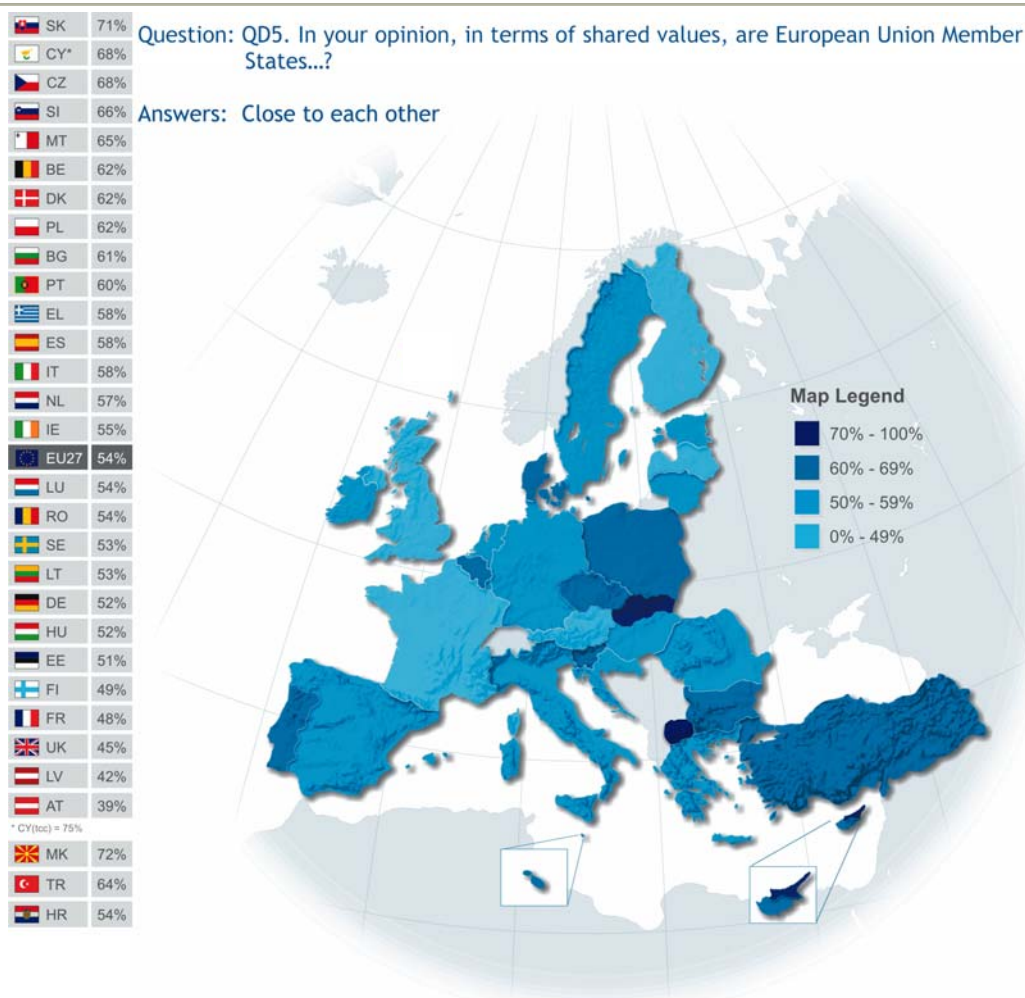 Question: QD5. In your opinion, in terms of shared values, are European Union Member
States...?
Answers: Close to each other
SK 71%
CY* 68%
CZ 68%
SI 66%
MT 65%
BE 62%
DK 62%
PL 62%
BG 61%
PT 60%
EL 58%
ES 58%
IT 58%
NL 57%
IE 55%
EU27 54%
LU 54%
RO 54%
SE 53%
LT 53%
DE 52%
HU 52%
EE 51%
FI 49%
FR 48%
UK 45%
LV 42%
AT 39%
* CY(tcc) = 75%
MK 72%
TR 64%
HR 54%
Map Legend
70% - 100%
60% - 69%
50% - 59%
0% - 49%